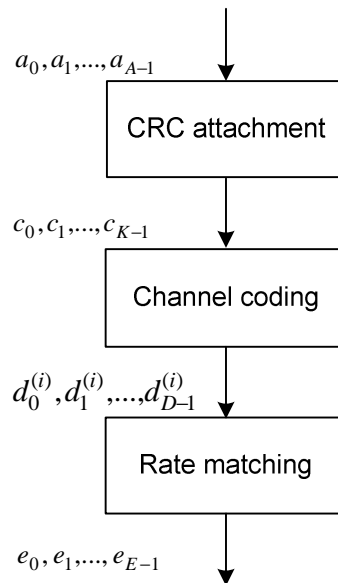 a_0, a_1,..., a_{A-1}
CRC attachment
c_0, c_1,..., c_{K-1}
Channel coding
d_0^{(i)}, d_1^{(i)},..., d_{D-1}^{(i)}
Rate matching
e_0, e_1,..., e_{E-1}